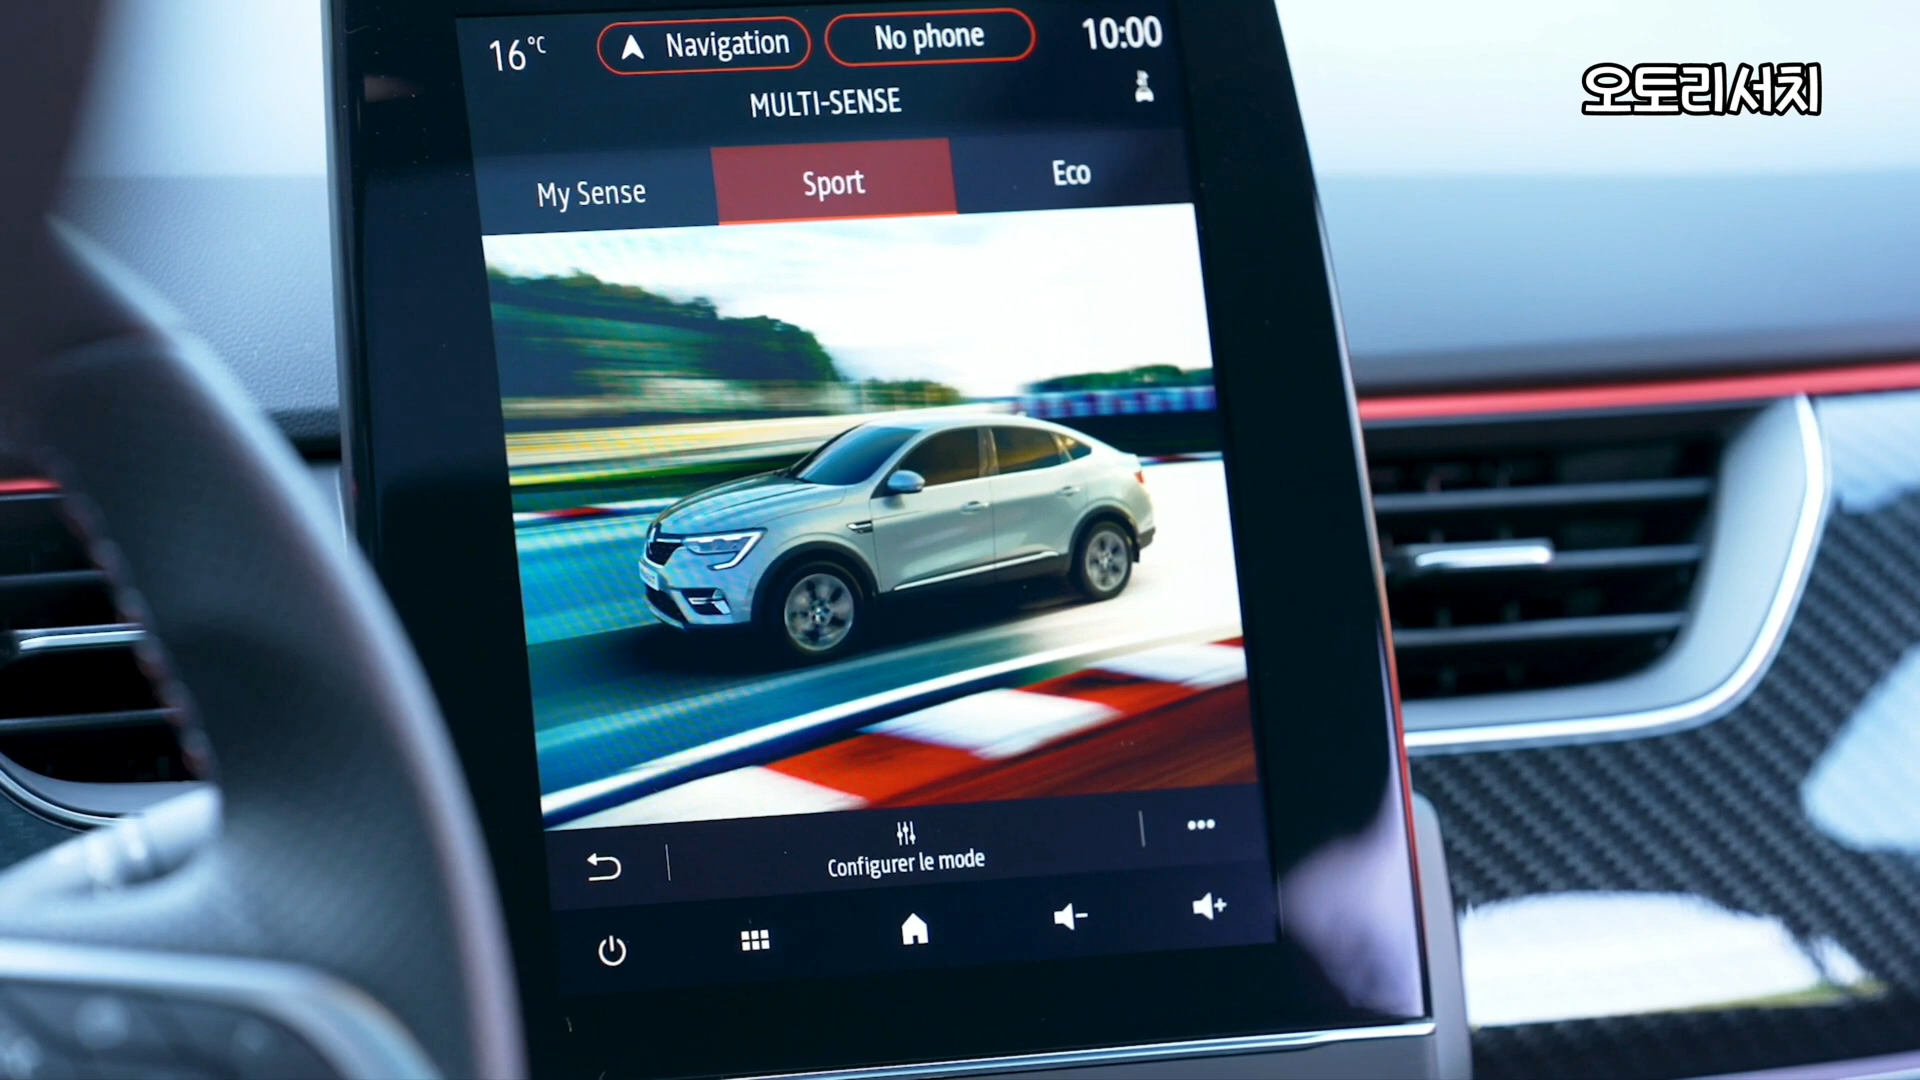 16°C
Navigation
No phone
10:00
오토리서치
MULTI-SENSE
My Sense
Sport
Eco
Configurer le mode